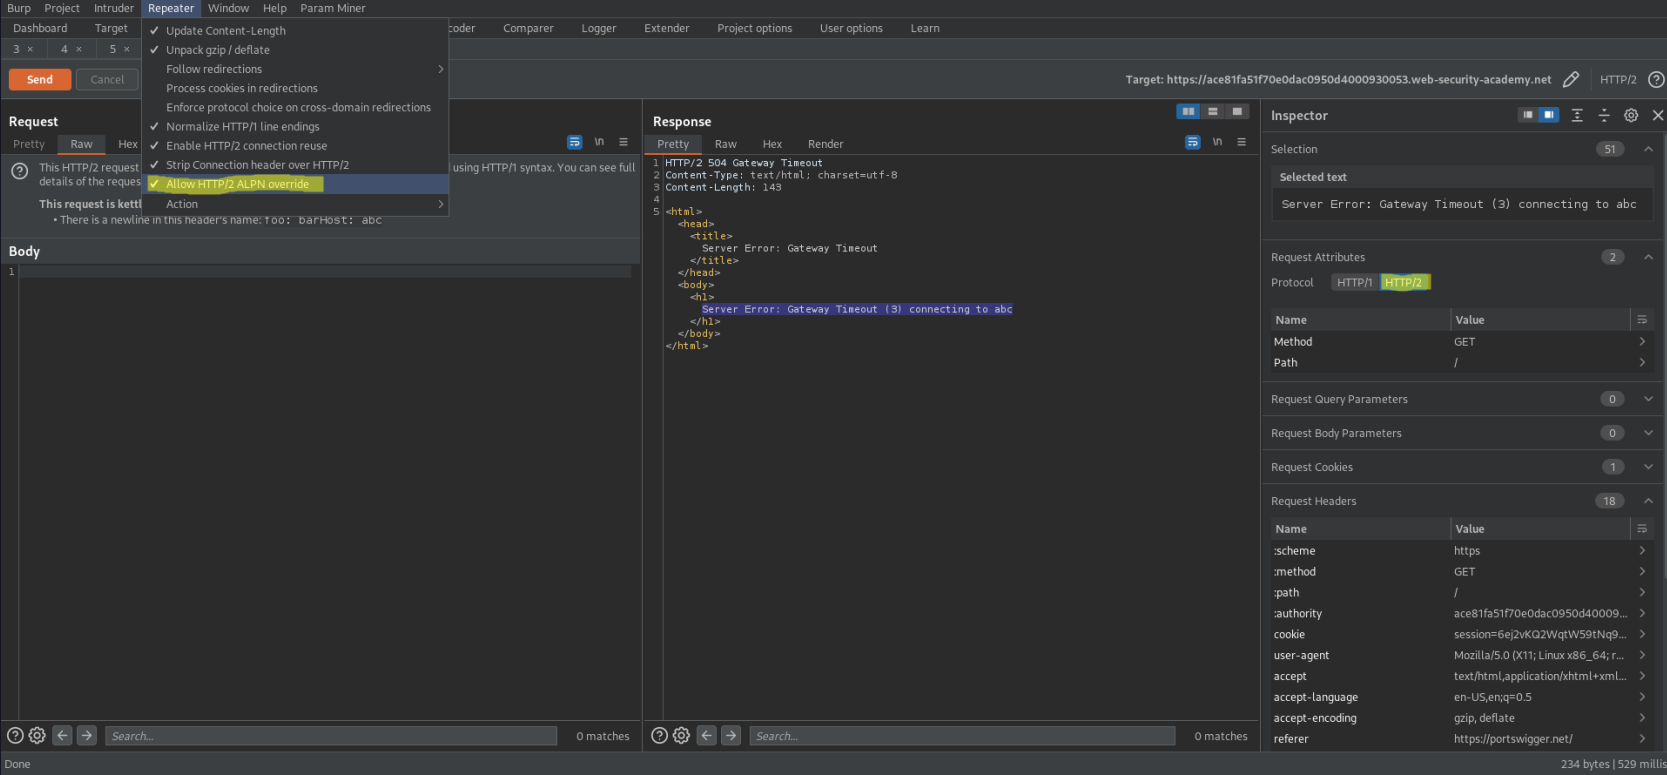 Burp Project Intruder Repeater Window Help Param Miner
Dashboard Target coder Comparer Logger Extender Project options User options Learn
3 × 4 × 5 ×
Send Cancel
Target: https://ace81fa51f70e0dac0950d4000930053.web-security-academy.net HTTP/2
✓ Update Content-Length
✓ Unpack gzip / deflate
Follow redirections
Process cookies in redirections
Enforce protocol choice on cross-domain redirections
✓ Normalize HTTP/1 line endings
✓ Enable HTTP/2 connection reuse
✓ Strip Connection header over HTTP/2
✓ Allow HTTP/2 ALPN override
Action
Request
Pretty Raw Hex \n
This HTTP/2 request using HTTP/1 syntax. You can see full
details of the reques
This request is kettl
• There is a newline in this header's name: foo: barHost: abc
Body
1
Search... 0 matches
Response
Pretty Raw Hex Render \n
1 HTTP/2 504 Gateway Timeout
2 Content-Type: text/html; charset=utf-8
3 Content-Length: 143
4
5 <html>
<head>
<title>
Server Error: Gateway Timeout
</title>
</head>
<body>
<h1>
Server Error: Gateway Timeout (3) connecting to abc
</h1>
</body>
</html>
Search... 0 matches
Inspector
Selection 51
Selected text
Server Error: Gateway Timeout (3) connecting to abc
Request Attributes 2
Protocol HTTP/1 HTTP/2
Name Value
Method GET
Path /
Request Query Parameters 0
Request Body Parameters 0
Request Cookies 1
Request Headers 18
Name Value
:scheme https
:method GET
:path /
:authority ace81fa51f70e0dac0950d40009...
cookie session=6ej2vKQ2WqtW59tNq9...
user-agent Mozilla/5.0 (X11; Linux x86_64; r...
accept text/html,application/xhtml+xml...
accept-language en-US,en;q=0.5
accept-encoding gzip, deflate
referer https://portswigger.net/
Done 234 bytes | 529 millis